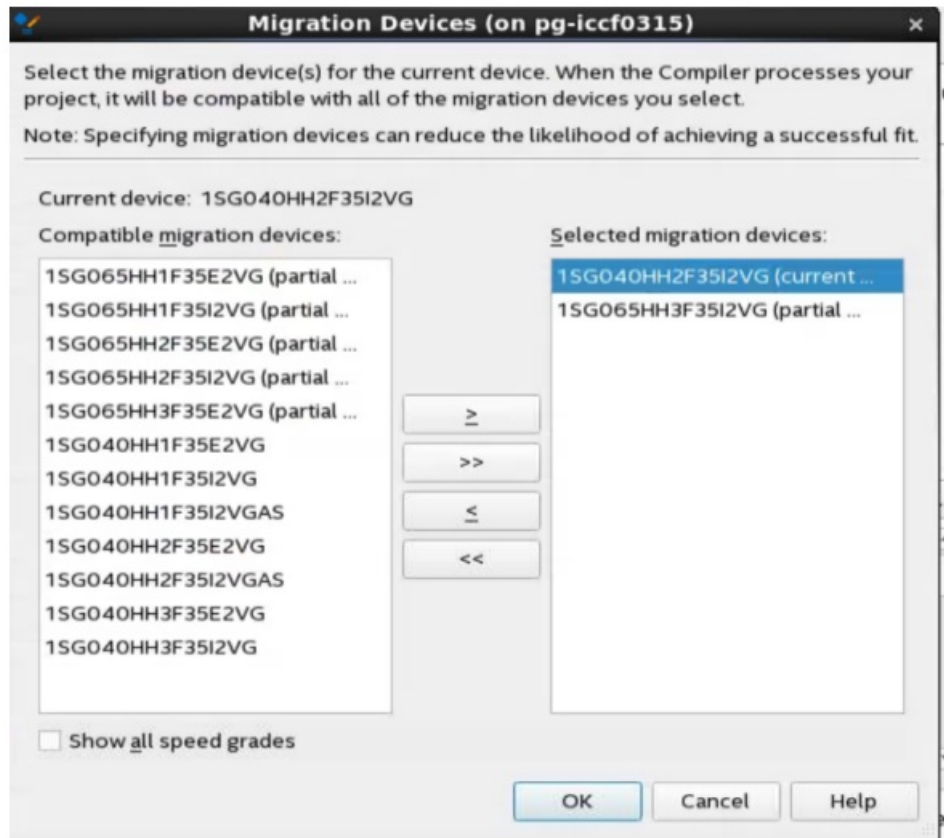 Migration Devices (on pg-iccf0315)
Select the migration device(s) for the current device. When the Compiler processes your
project, it will be compatible with all of the migration devices you select.
Note: Specifying migration devices can reduce the likelihood of achieving a successful fit.
Current device: 1SG040HH2F35I2VG
Compatible migration devices:
1SG065HH1F35E2VG (partial ...
1SG065HH1F35I2VG (partial ...
1SG065HH2F35E2VG (partial ...
1SG065HH2F35I2VG (partial ...
1SG065HH3F35E2VG (partial ...
1SG040HH1F35E2VG
1SG040HH1F35I2VG
1SG040HH1F35I2VGAS
1SG040HH2F35E2VG
1SG040HH2F35I2VGAS
1SG040HH3F35E2VG
1SG040HH3F35I2VG
>
>>
<
<<
Selected migration devices:
1SG040HH2F35I2VG (current ...
1SG065HH3F35I2VG (partial ...
Show all speed grades
OK
Cancel
Help